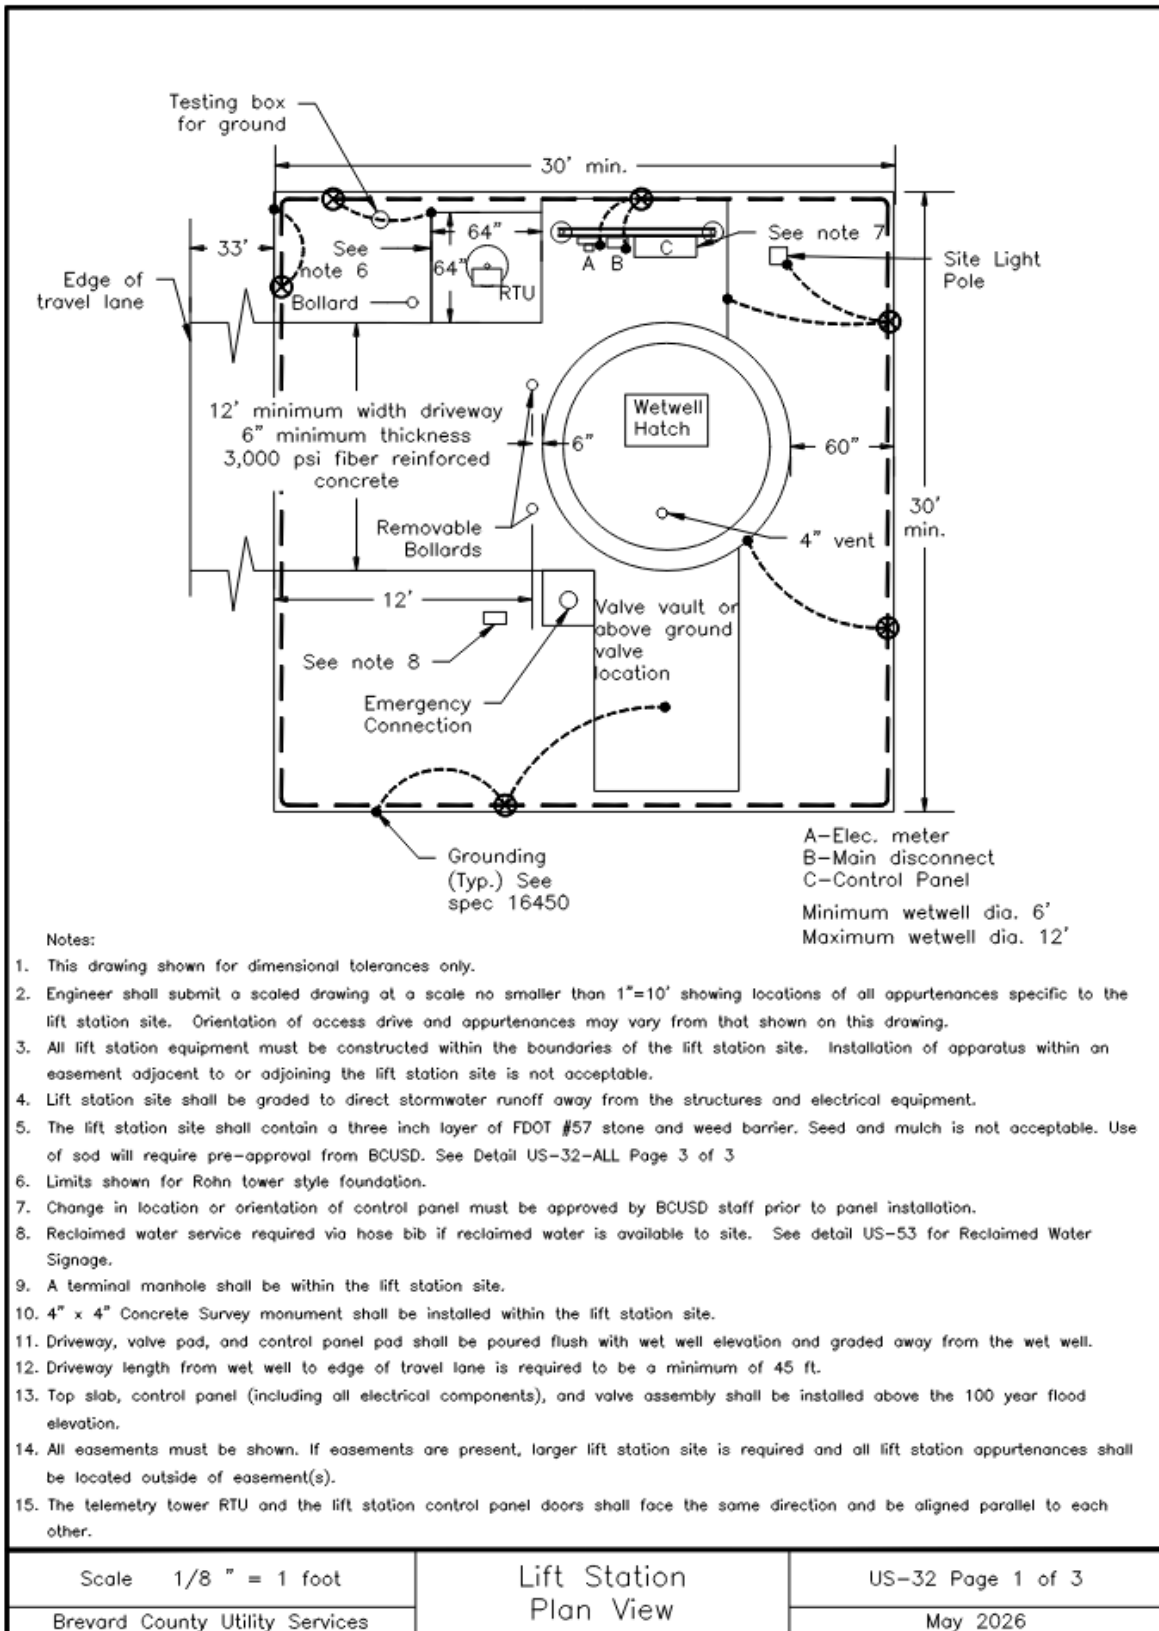 Testing box
for ground
30' min.
33'
See
note 6
64"
64"
RTU
A
B
C
See note 7
Site Light
Pole
Edge of
travel lane
Bollard
12' minimum width driveway
6" minimum thickness
3,000 psi fiber reinforced
concrete
6"
Wetwell
Hatch
60"
30'
min.
Removable
Bollards
4" vent
12'
Valve vault or
above ground
valve
location
See note 8
Emergency
Connection
Grounding
(Typ.) See
spec 16450
A-Elec. meter
B-Main disconnect
C-Control Panel
Minimum wetwell dia. 6'
Maximum wetwell dia. 12'
Notes:
1. This drawing shown for dimensional tolerances only.
2. Engineer shall submit a scaled drawing at a scale no smaller than 1"=10' showing locations of all appurtenances specific to the
lift station site. Orientation of access drive and appurtenances may vary from that shown on this drawing.
3. All lift station equipment must be constructed within the boundaries of the lift station site. Installation of apparatus within an
easement adjacent to or adjoining the lift station site is not acceptable.
4. Lift station site shall be graded to direct stormwater runoff away from the structures and electrical equipment.
5. The lift station site shall contain a three inch layer of FDOT #57 stone and weed barrier. Seed and mulch is not acceptable. Use
of sod will require pre-approval from BCUSD. See Detail US-32-ALL Page 3 of 3
6. Limits shown for Rohn tower style foundation.
7. Change in location or orientation of control panel must be approved by BCUSD staff prior to panel installation.
8. Reclaimed water service required via hose bib if reclaimed water is available to site. See detail US-53 for Reclaimed Water
Signage.
9. A terminal manhole shall be within the lift station site.
10. 4" x 4" Concrete Survey monument shall be installed within the lift station site.
11. Driveway, valve pad, and control panel pad shall be poured flush with wet well elevation and graded away from the wet well.
12. Driveway length from wet well to edge of travel lane is required to be a minimum of 45 ft.
13. Top slab, control panel (including all electrical components), and valve assembly shall be installed above the 100 year flood
elevation.
14. All easements must be shown. If easements are present, larger lift station site is required and all lift station appurtenances shall
be located outside of easement(s).
15. The telemetry tower RTU and the lift station control panel doors shall face the same direction and be aligned parallel to each
other.
Scale 1/8 " = 1 foot
Brevard County Utility Services
Lift Station
Plan View
US-32 Page 1 of 3
May 2026